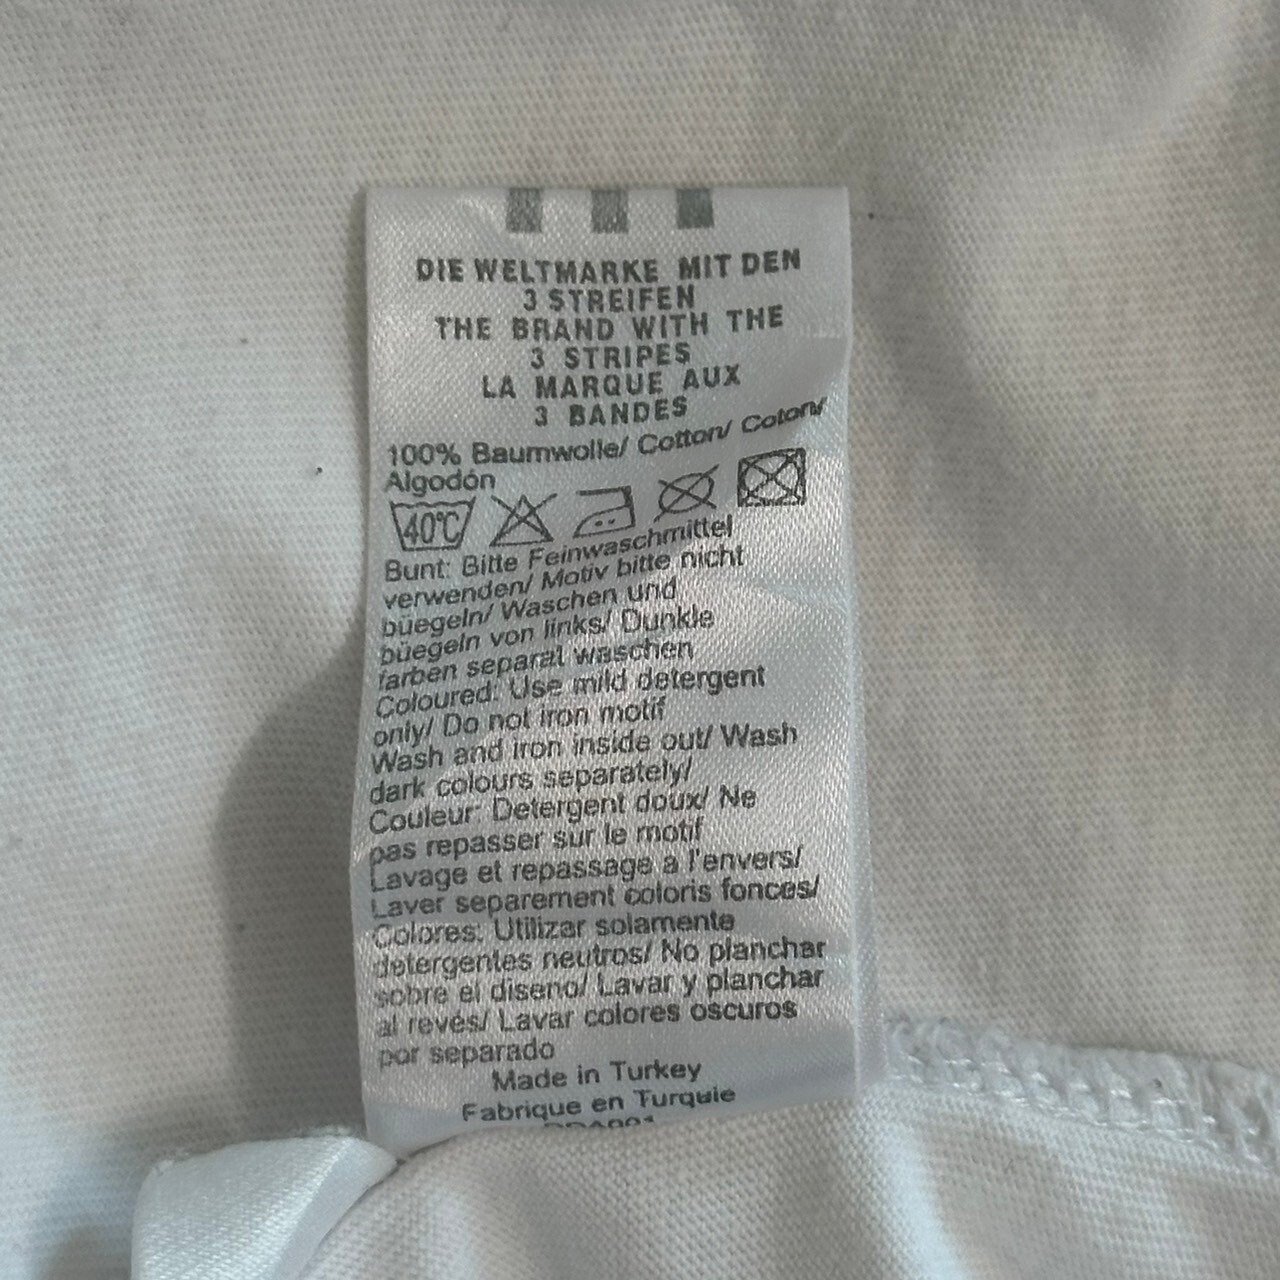 DIE WELTMARKE MIT DEN
3 STREIFEN
THE BRAND WITH THE
3 STRIPES
LA MARQUE AUX
3 BANDES
100% Baumwolle/ Cotton/ Coton/
Algodón
40°C
Bunt: Bitte Feinwaschmittel
verwenden/ Motiv bitte nicht
büegeln/ Waschen und
büegeln von links/ Dunkle
farben separat waschen
Coloured: Use mild detergent
only/ Do not iron motif
Wash and iron inside out/ Wash
dark colours separately/
Couleur: Detergent doux/ Ne
pas repasser sur le motif
Lavage et repassage a l'envers/
Laver separement coloris fonces/
Colores: Utilizar solamente
detergentes neutros/ No planchar
sobre el diseno/ Lavar y planchar
al revés/ Lavar colores oscuros
por separado
Made in Turkey
Fabrique en Turquie